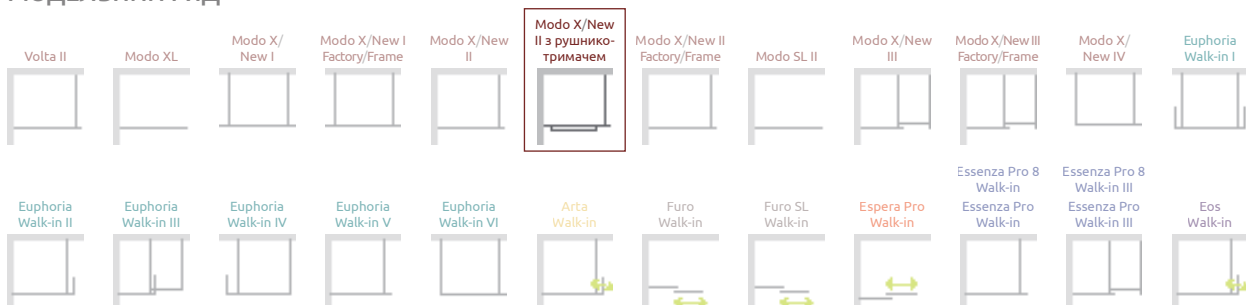 Volta II
Modo XL
Modo X/
New I
Modo X/New I
Factory/Frame
Modo X/New
II
Modo X/New
II з рушнико-
тримачем
Modo X/New II
Factory/Frame
Modo SL II
Modo X/New
III
Modo X/New III
Factory/Frame
Modo X/
New IV
Euphoria
Walk-in I
Euphoria
Walk-in II
Euphoria
Walk-in III
Euphoria
Walk-in IV
Euphoria
Walk-in V
Euphoria
Walk-in VI
Arta
Walk-in
Furo
Walk-in
Furo SL
Walk-in
Espera Pro
Walk-in
Essenza Pro 8
Walk-in
Essenza Pro
Walk-in
Essenza Pro 8
Walk-in III
Essenza Pro
Walk-in III
Eos
Walk-in